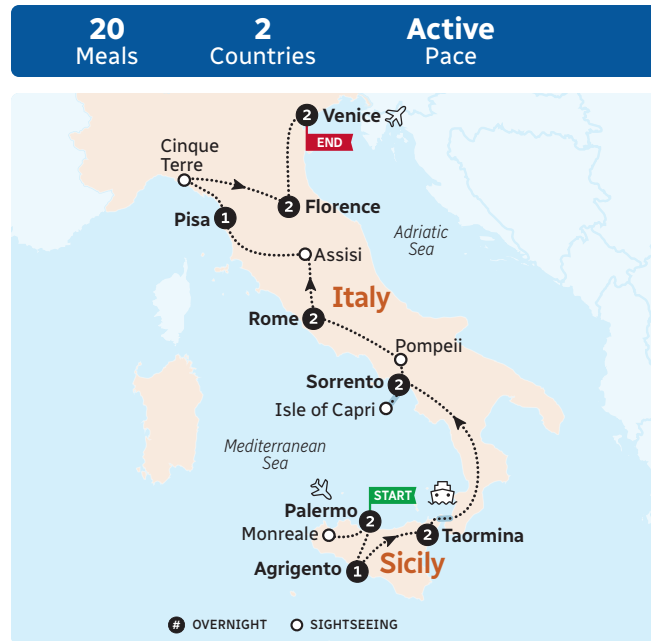 20
Meals
2
Countries
Active
Pace
2
Venice
END
Cinque
Terre
2
Florence
Pisa
1
Adriatic
Sea
Assisi
Italy
Rome
2
Pompeii
Sorrento
2
Isle of Capri
Mediterranean
Sea
START
Palermo
2
Monreale
2
Taormina
Agrigento
1
Sicily
# OVERNIGHT
SIGHTSEEING